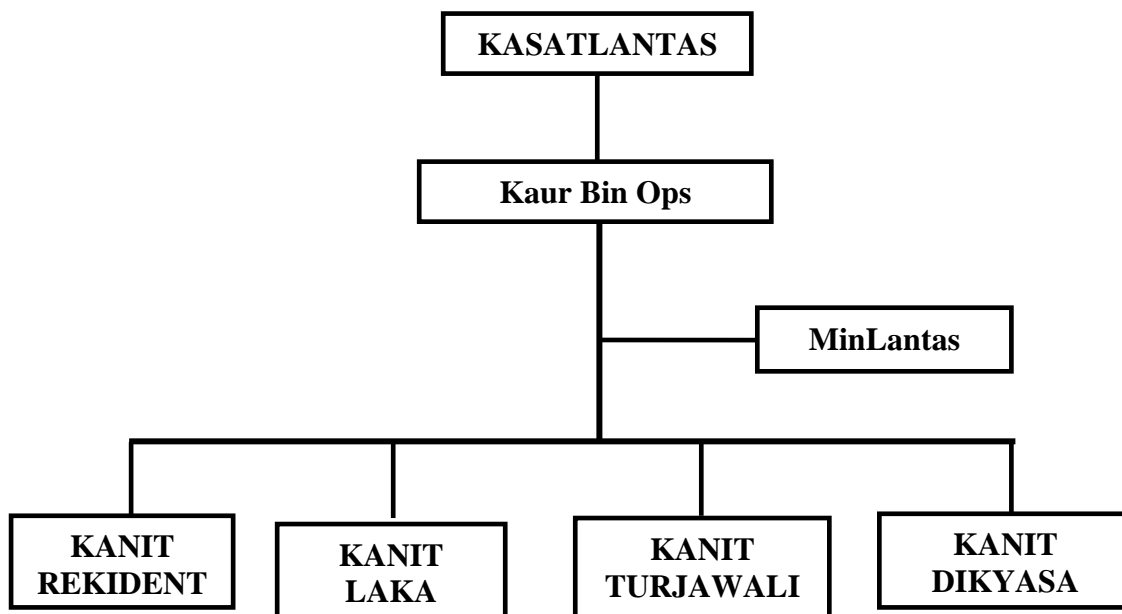 KASATLANTAS
Kaur Bin Ops
MinLantas
KANIT
REKIDENT
KANIT
LAKA
KANIT
TURJAWALI
KANIT
DIKYASA